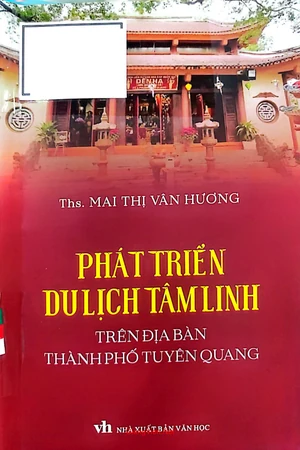 Ths. MAI THỊ VÂN HƯƠNG
PHÁT TRIỂN
DU LỊCH TÂM LINH
TRÊN ĐỊA BÀN
THÀNH PHỐ TUYÊN QUANG
vh NHÀ XUẤT BẢN VĂN HỌC